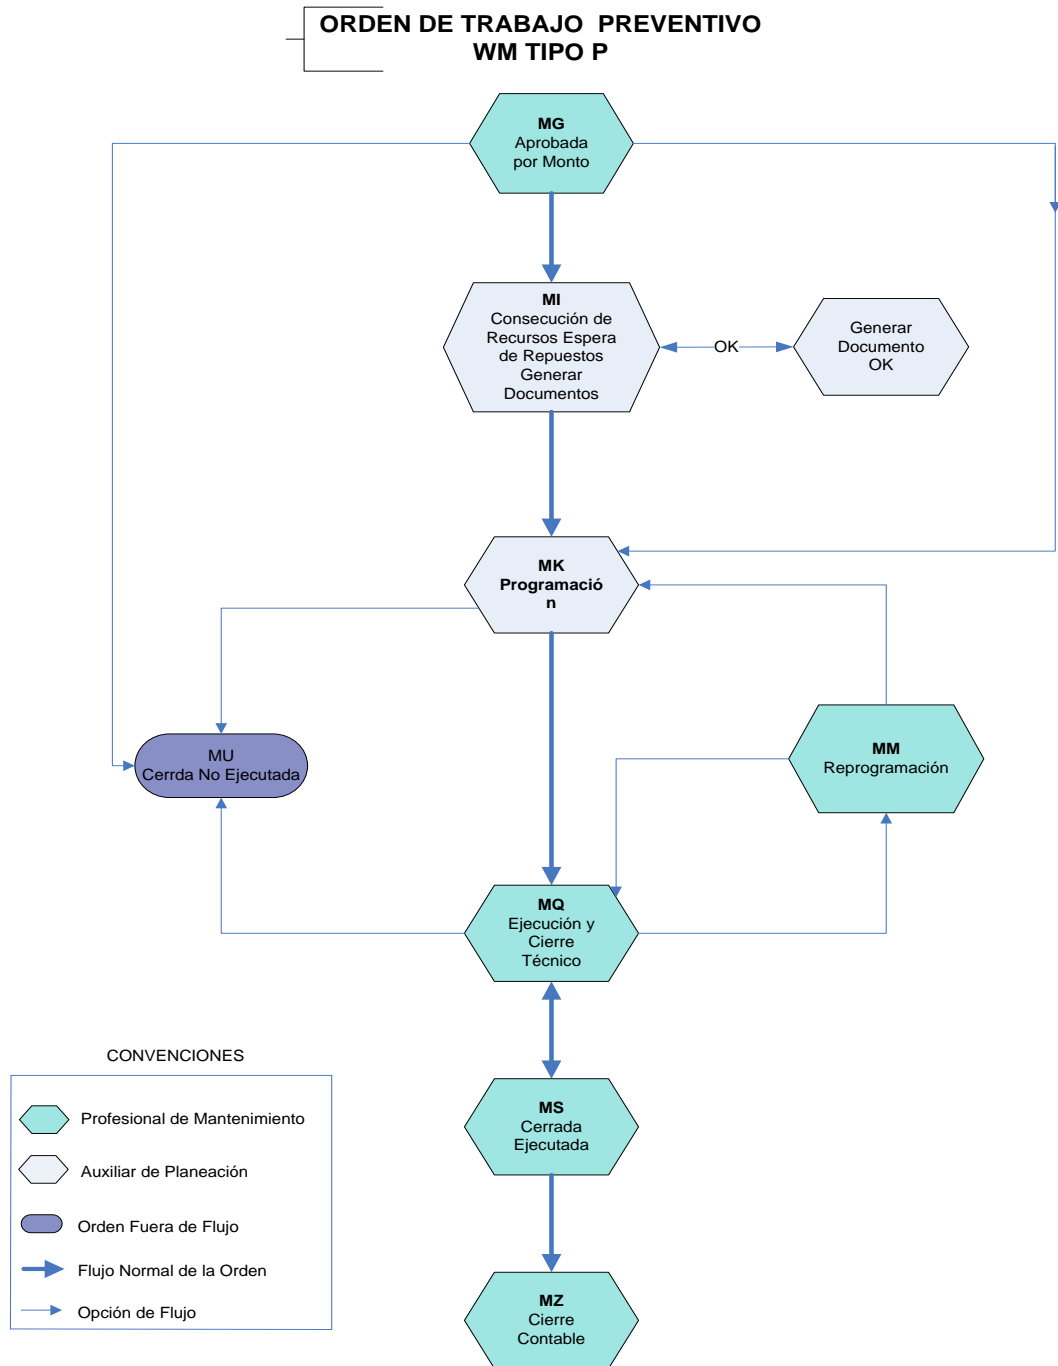 ORDEN DE TRABAJO  PREVENTIVO
WM TIPO P
MG
Aprobada
por Monto
MI
Consecución de
Recursos Espera
de Repuestos
Generar
Documentos
OK
Generar
Documento
OK
MK
Programació
n
MU
Cerrda No Ejecutada
MM
Reprogramación
MQ
Ejecución y
Cierre
Técnico
MS
Cerrada
Ejecutada
MZ
Cierre
Contable
CONVENCIONES
Profesional de Mantenimiento
Auxiliar de Planeación
Orden Fuera de Flujo
Flujo Normal de la Orden
Opción de Flujo